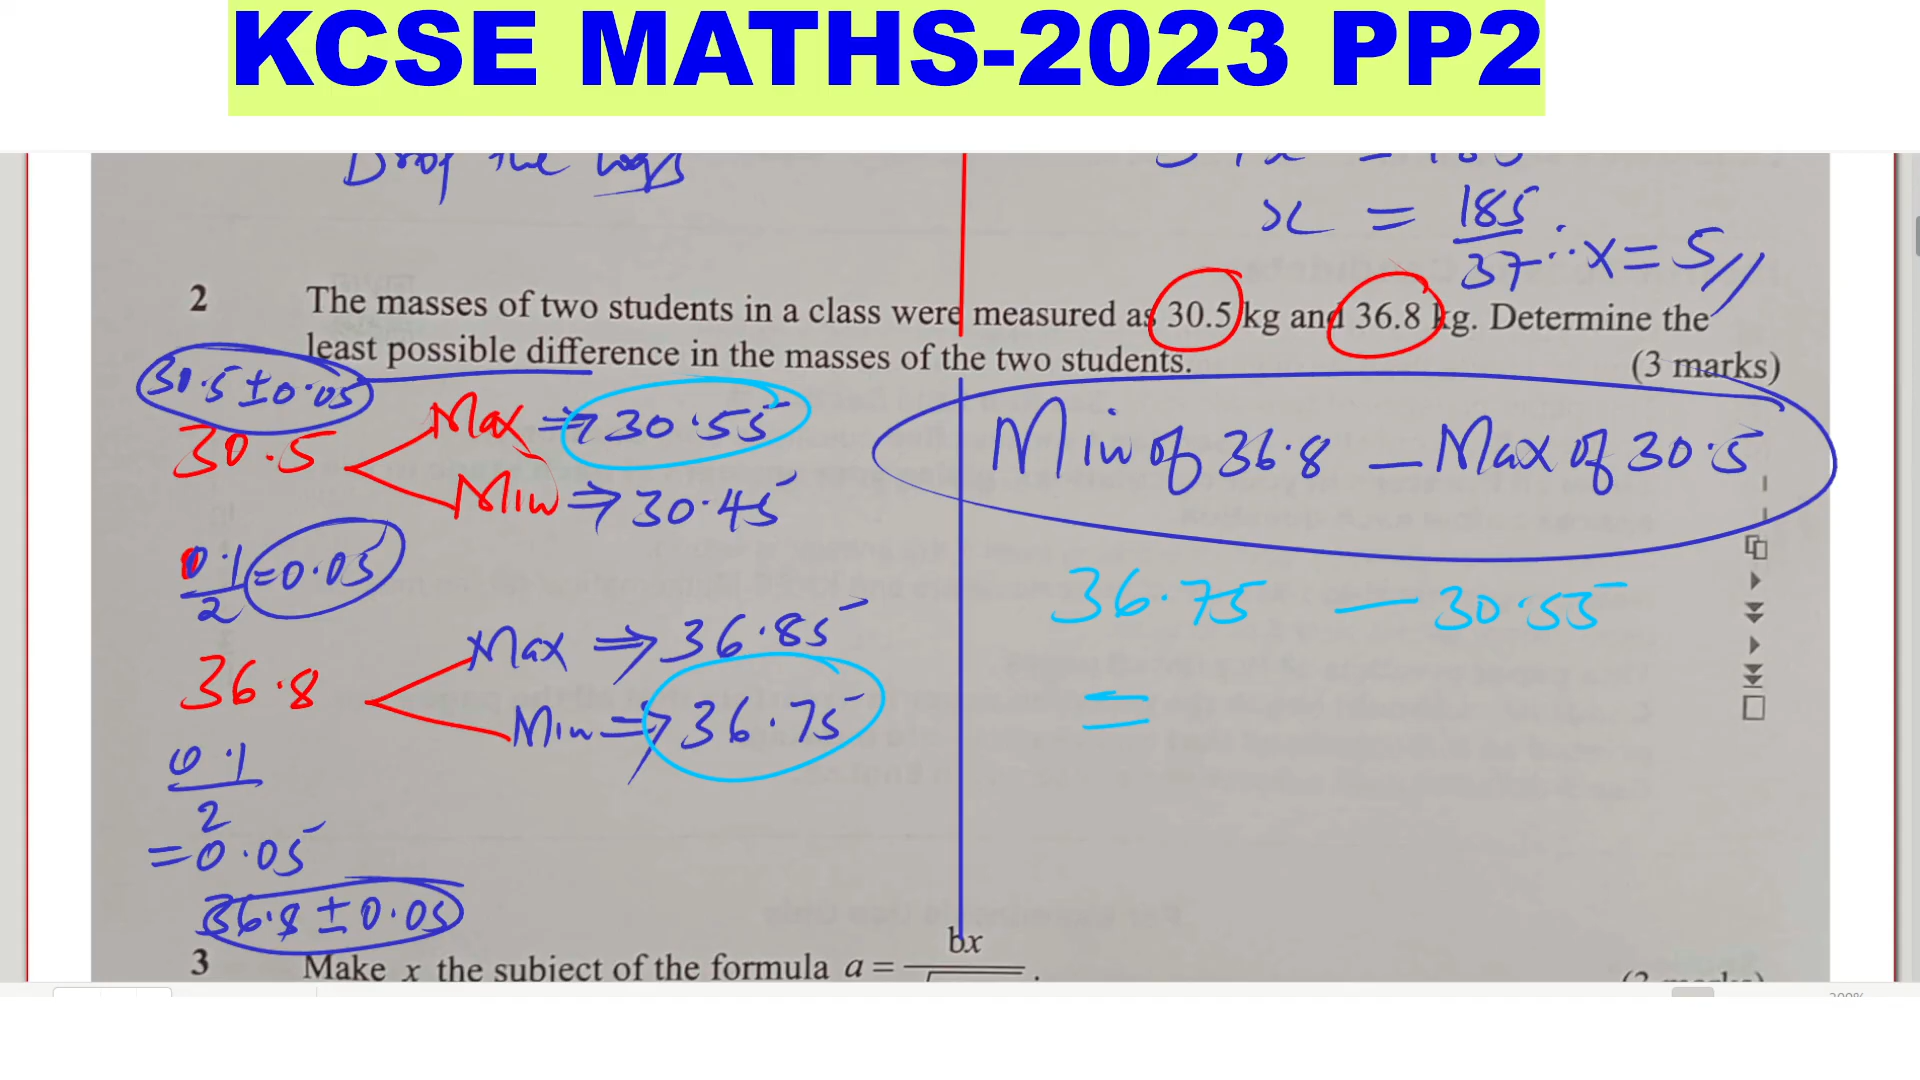 KCSE MATHS-2023 PP2
Drop the logs
x = 185
37 ∴ x = 5//
2 The masses of two students in a class were measured as 30.5 kg and 36.8 kg. Determine the
least possible difference in the masses of the two students. (3 marks)
30.5 ± 0.05
30.5
Max ⇒ 30.55
Min ⇒ 30.45
0.1
2
= 0.05
36.8
Max ⇒ 36.85
Min ⇒ 36.75
0.1
2
= 0.05
36.8 ± 0.05
Min of 36.8 — Max of 30.5
36.75 — 30.55
=
3 Make x the subject of the formula a = bx